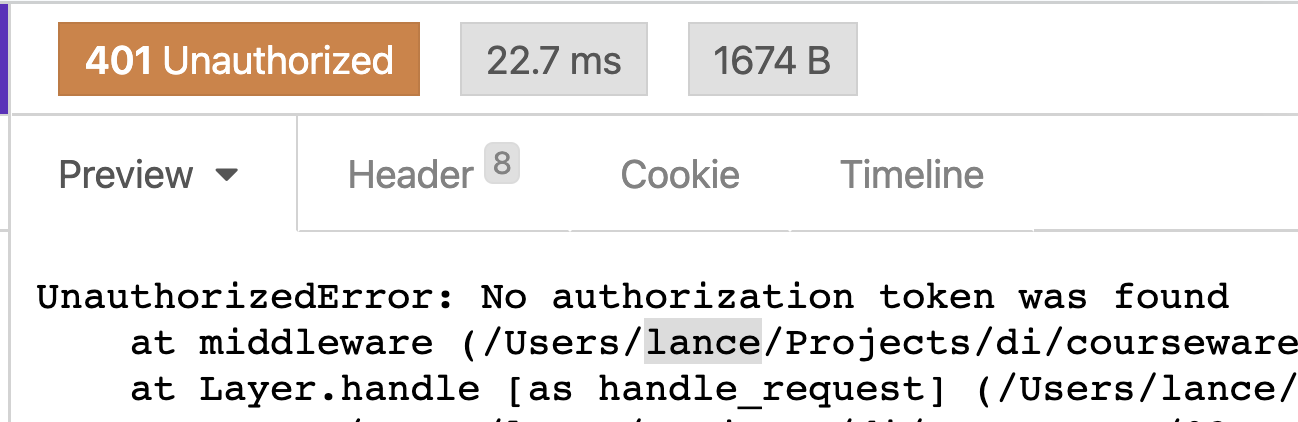 401 Unauthorized 22.7 ms 1674 B
Preview Header 8 Cookie Timeline
UnauthorizedError: No authorization token was found
at middleware (/Users/lance/Projects/di/courseware
at Layer.handle [as handle_request] (/Users/lance/